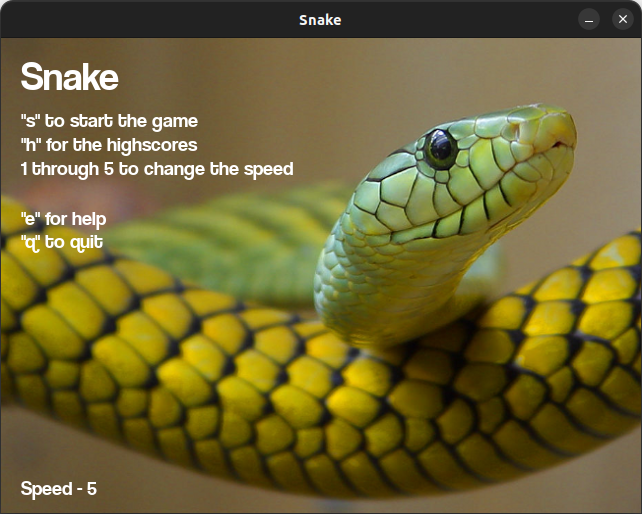 Snake
Snake
"s" to start the game
"h" for the highscores
1 through 5 to change the speed
"e" for help
"q" to quit
Speed - 5